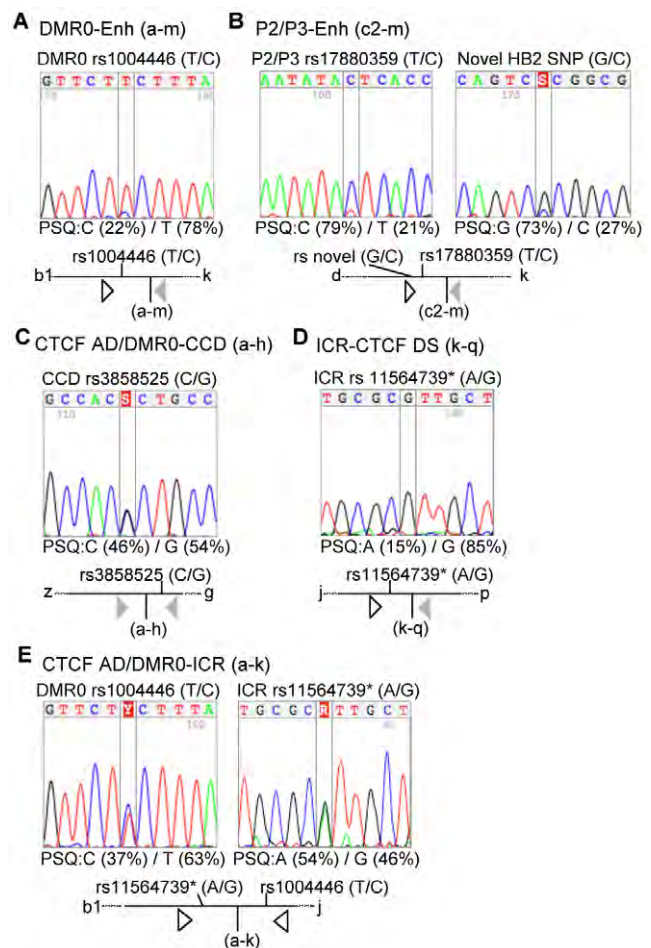 A DMR0-Enh (a-m)
DMR0 rs1004446 (T/C)
G T T C T T C T T T A
PSQ:C (22%) / T (78%)
rs1004446 (T/C)
b1 k
(a-m)
B P2/P3-Enh (c2-m)
P2/P3 rs17880359 (T/C)
A A T A T A C T C A C C
100
PSQ:C (79%) / T (21%)
Novel HB2 SNP (G/C)
C A G T C S C G G C G
170
PSQ:G (73%) / C (27%)
rs novel (G/C) rs17880359 (T/C)
d k
(c2-m)
C CTCF AD/DMR0-CCD (a-h)
CCD rs3858525 (C/G)
G C C A C S C T G C C
110
PSQ:C (46%) / G (54%)
rs3858525 (C/G)
z g
(a-h)
D ICR-CTCF DS (k-q)
ICR rs 11564739* (A/G)
T G C G C G T T G C T
PSQ:A (15%) / G (85%)
rs11564739* (A/G)
j p
(k-q)
E CTCF AD/DMR0-ICR (a-k)
DMR0 rs1004446 (T/C)
G T T C T Y C T T T A
PSQ:C (37%) / T (63%)
ICR rs11564739* (A/G)
T G C G C R T T G C T
PSQ:A (54%) / G (46%)
rs11564739* (A/G) rs1004446 (T/C)
b1 j
(a-k)